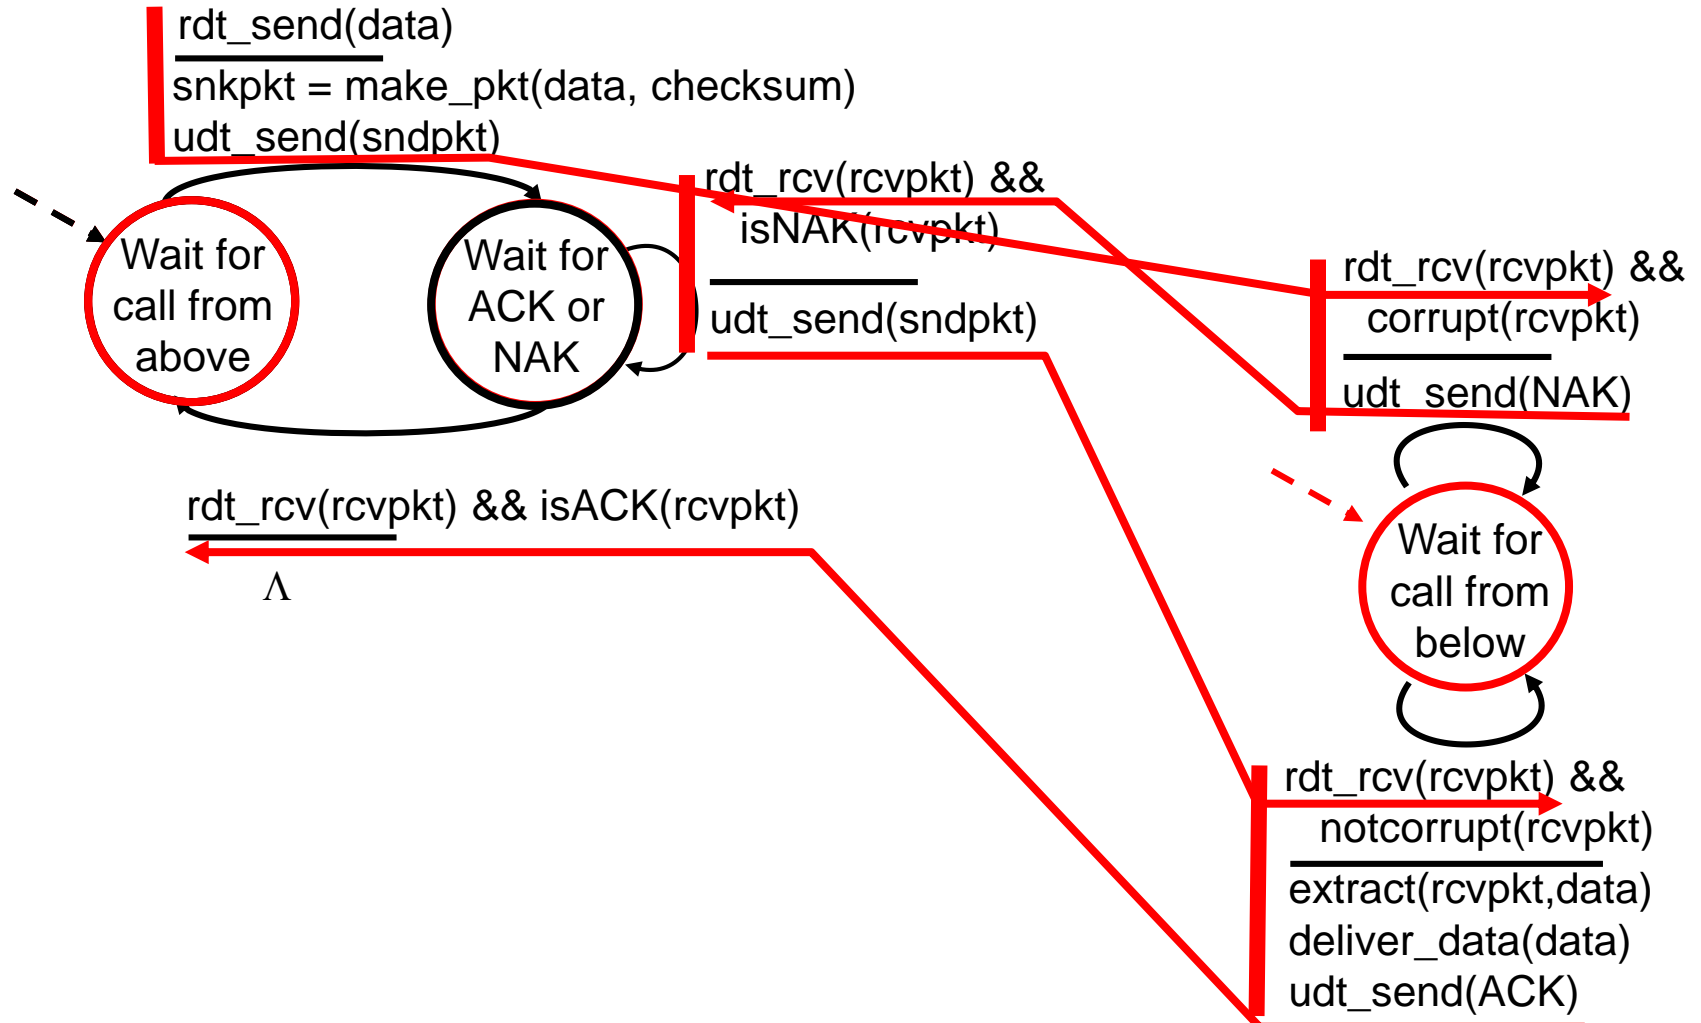 rdt_send(data)
snkpkt = make_pkt(data, checksum)
udt_send(sndpkt)
rdt_rcv(rcvpkt) &&
isNAK(rcvpkt)
udt_send(sndpkt)
Wait for
call from
above
Wait for
ACK or
NAK
rdt_rcv(rcvpkt) && isACK(rcvpkt)
Λ
rdt_rcv(rcvpkt) &&
corrupt(rcvpkt)
udt_send(NAK)
Wait for
call from
below
rdt_rcv(rcvpkt) &&
notcorrupt(rcvpkt)
extract(rcvpkt,data)
deliver_data(data)
udt_send(ACK)